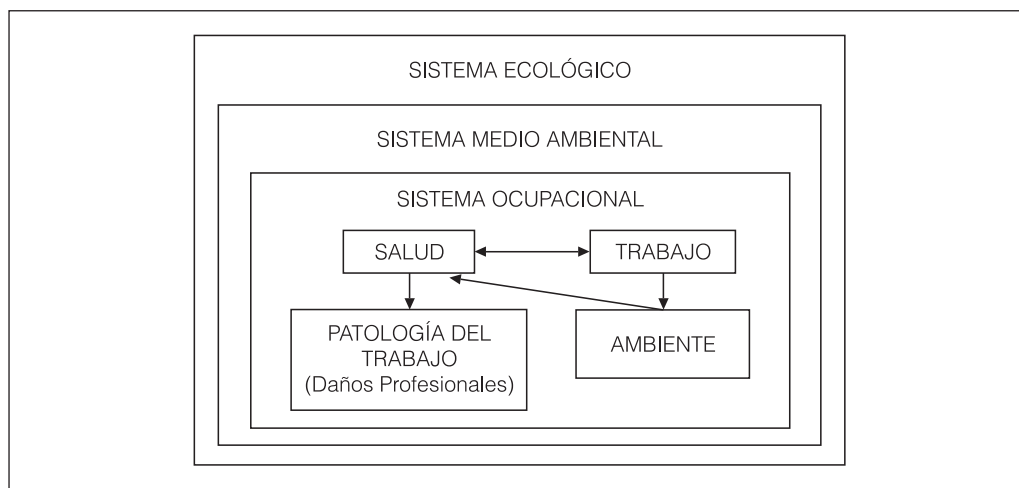 SISTEMA ECOLÓGICO
SISTEMA MEDIO AMBIENTAL
SISTEMA OCUPACIONAL
SALUD
TRABAJO
PATOLOGÍA DEL
TRABAJO
(Daños Profesionales)
AMBIENTE